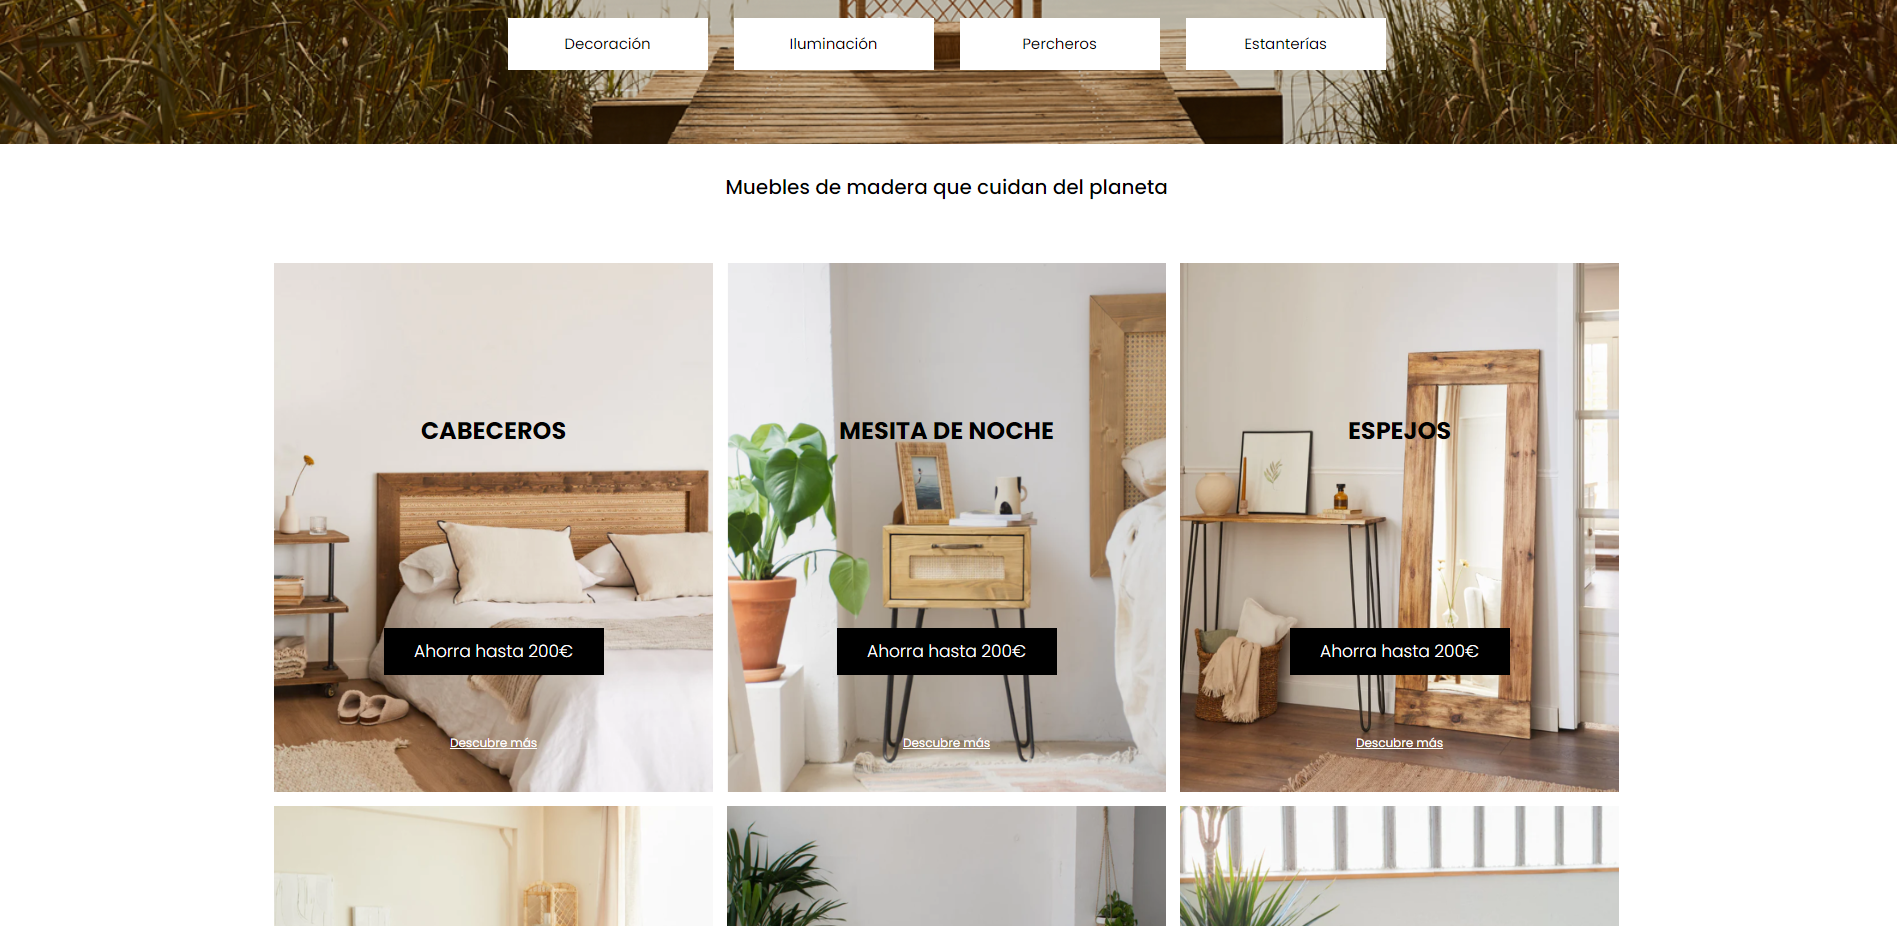 Decoración
Iluminación
Percheros
Estanterías
Muebles de madera que cuidan del planeta
CABECEROS
MESITA DE NOCHE
ESPEJOS
Ahorra hasta 200€
Ahorra hasta 200€
Ahorra hasta 200€
Descubre más
Descubre más
Descubre más